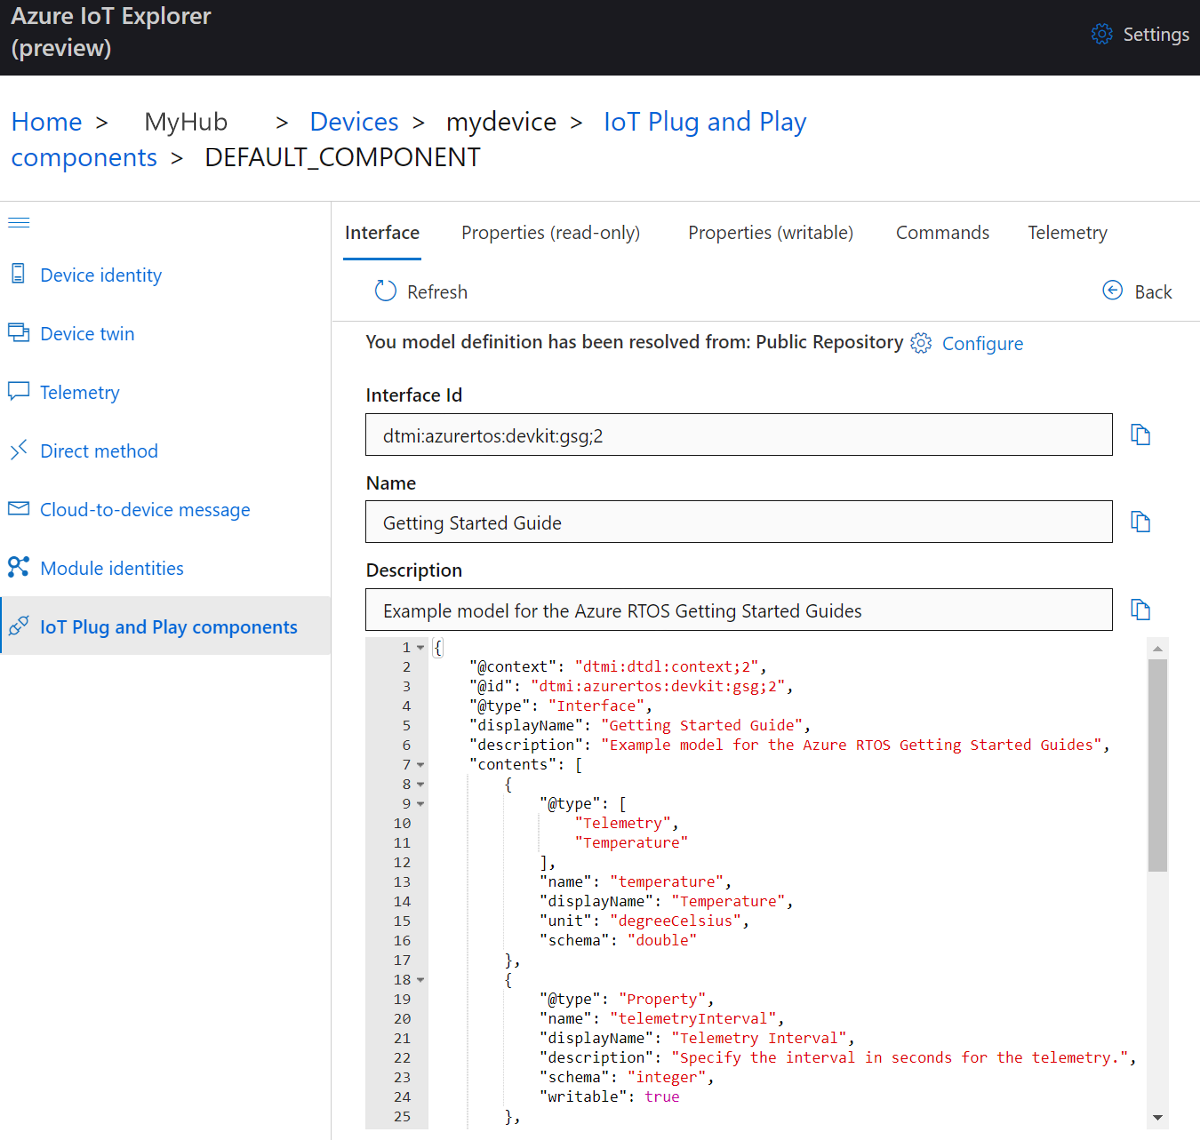 Azure IoT Explorer
(preview)
Settings
Home > MyHub > Devices > mydevice > IoT Plug and Play
components > DEFAULT_COMPONENT
Device identity
Device twin
Telemetry
Direct method
Cloud-to-device message
Module identities
IoT Plug and Play components
Interface Properties (read-only) Properties (writable) Commands Telemetry
Refresh Back
You model definition has been resolved from: Public Repository Configure
Interface Id
dtmi:azurertos:devkit:gsg;2
Name
Getting Started Guide
Description
Example model for the Azure RTOS Getting Started Guides
1 {
2 "@context": "dtmi:dtdl:context;2",
3 "@id": "dtmi:azurertos:devkit:gsg;2",
4 "@type": "Interface",
5 "displayName": "Getting Started Guide",
6 "description": "Example model for the Azure RTOS Getting Started Guides",
7 "contents": [
8 {
9 "@type": [
10 "Telemetry",
11 "Temperature"
12 ],
13 "name": "temperature",
14 "displayName": "Temperature",
15 "unit": "degreeCelsius",
16 "schema": "double"
17 },
18 {
19 "@type": "Property",
20 "name": "telemetryInterval",
21 "displayName": "Telemetry Interval",
22 "description": "Specify the interval in seconds for the telemetry.",
23 "schema": "integer",
24 "writable": true
25 },